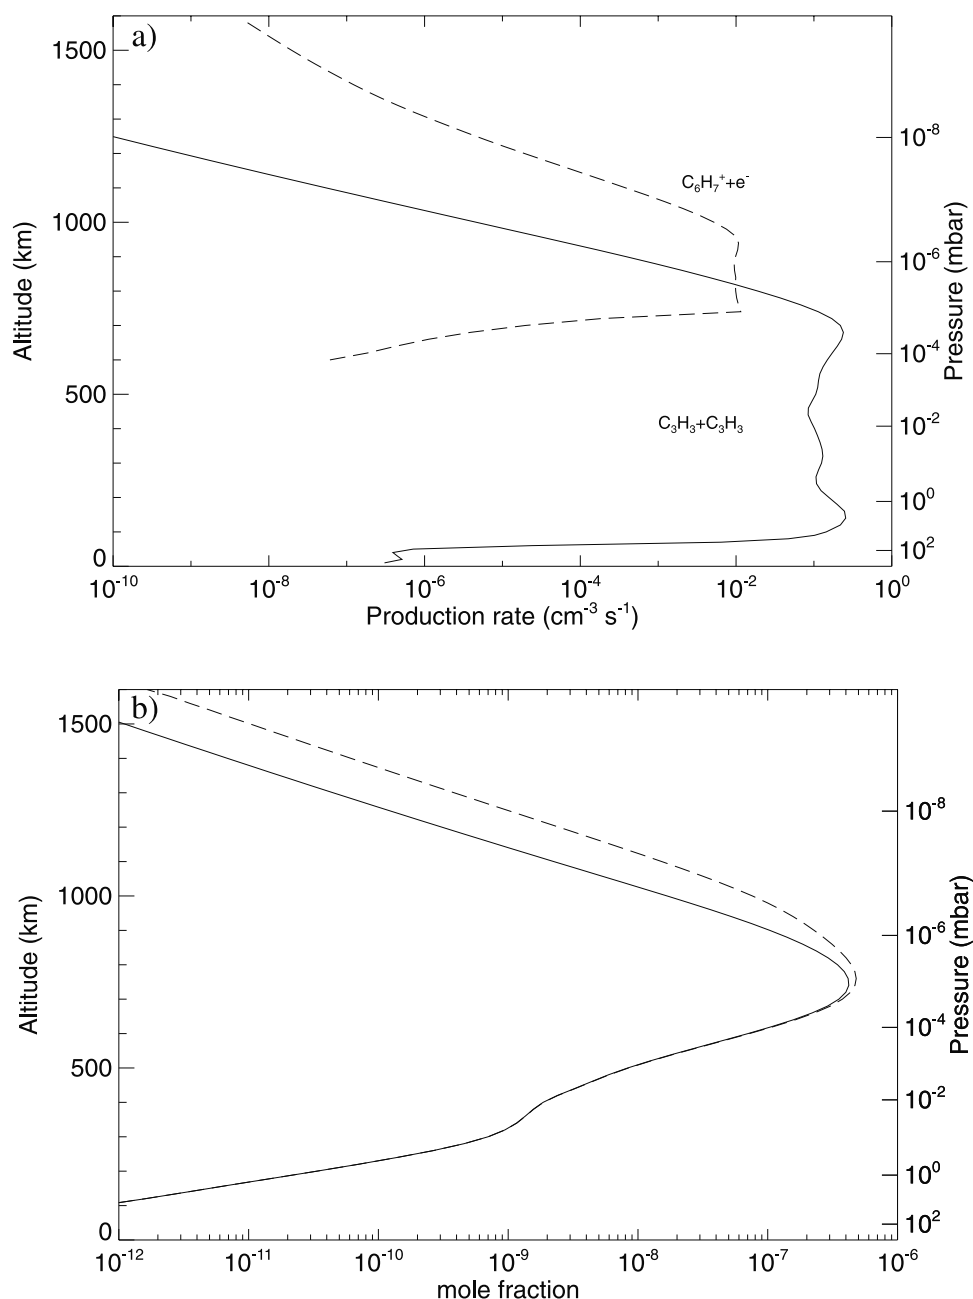 a)
1500
1000
500
0
Altitude (km)
C₆H₇⁺+e⁻
C₃H₃+C₃H₃
10⁻⁸
10⁻⁶
10⁻⁴
10⁻²
10⁰
10²
Pressure (mbar)
10⁻¹⁰ 10⁻⁸ 10⁻⁶ 10⁻⁴ 10⁻² 10⁰
Production rate (cm⁻³ s⁻¹)
b)
1500
1000
500
0
Altitude (km)
10⁻⁸
10⁻⁶
10⁻⁴
10⁻²
10⁰
10²
Pressure (mbar)
10⁻¹² 10⁻¹¹ 10⁻¹⁰ 10⁻⁹ 10⁻⁸ 10⁻⁷ 10⁻⁶
mole fraction